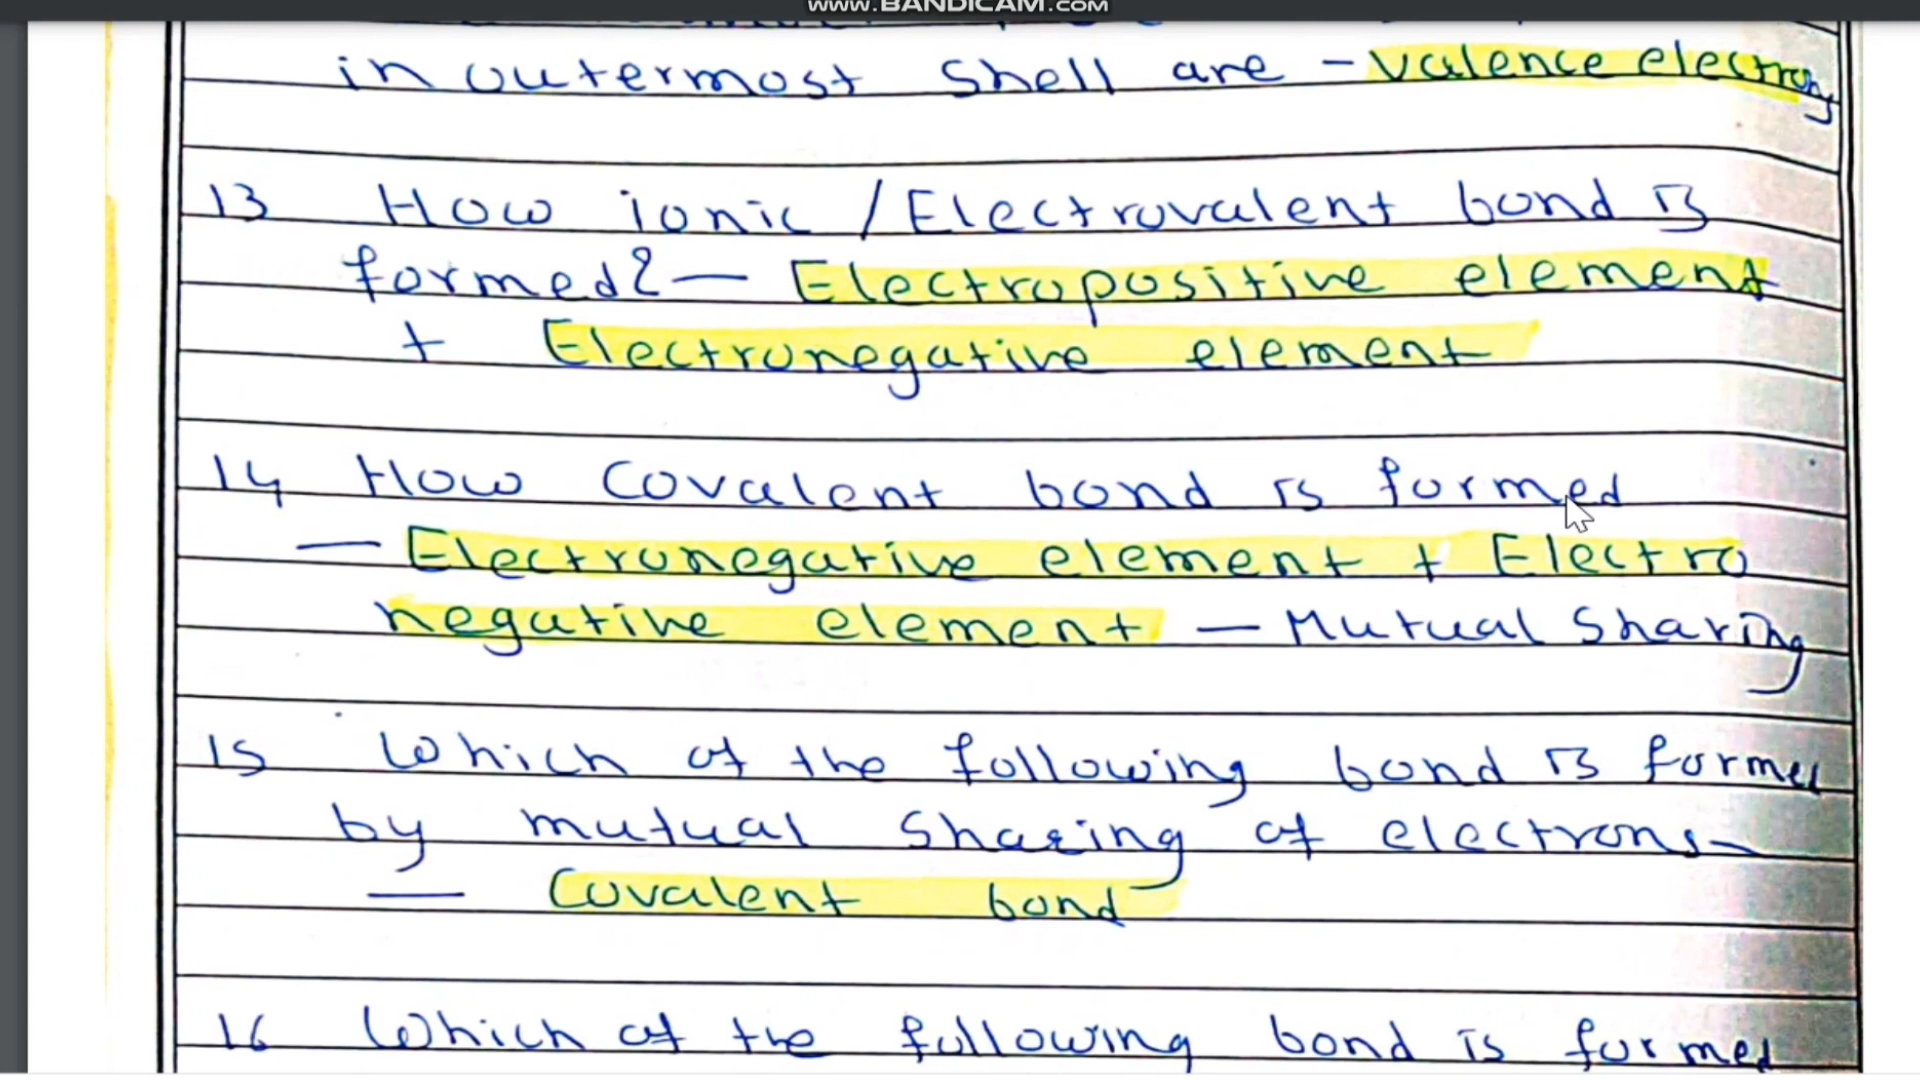 WWW.BANDICAM.COM
in outermost shell are - valence electrons
13 How ionic / Electrovalent bond is
formed? — Electropositive element
+ Electronegative element
14 How Covalent bond is formed
— Electronegative element + Electro
negative element — Mutual Sharing
15 Which of the following bond is formed
by mutual sharing of electrons-
— Covalent bond
16 Which of the following bond is formed